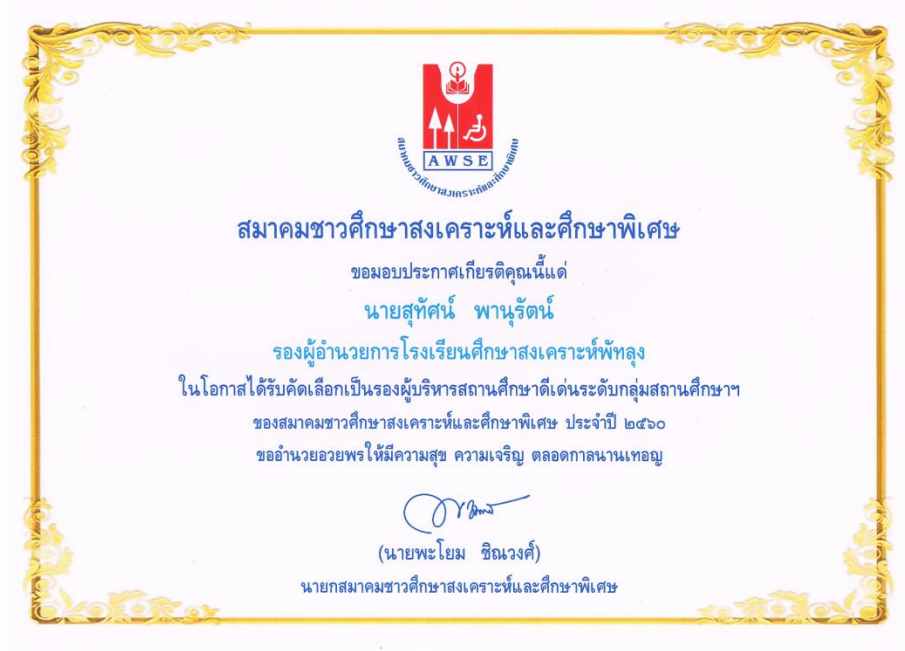 AWSE
สมาคมชาวศึกษาสงเคราะห์และศึกษาพิเศษ
สมาคมชาวศึกษาสงเคราะห์และศึกษาพิเศษ
ขอมอบประกาศเกียรติคุณนี้แด่
นายสุทัศน์ พานุรัตน์
รองผู้อำนวยการโรงเรียนศึกษาสงเคราะห์พัทลุง
ในโอกาสได้รับคัดเลือกเป็นรองผู้บริหารสถานศึกษาดีเด่นระดับกลุ่มสถานศึกษาฯ
ของสมาคมชาวศึกษาสงเคราะห์และศึกษาพิเศษ ประจำปี ๒๕๖๐
ขออำนวยอวยพรให้มีความสุข ความเจริญ ตลอดกาลนานเทอญ
(นายพะโยม ชิณวงศ์)
นายกสมาคมชาวศึกษาสงเคราะห์และศึกษาพิเศษ